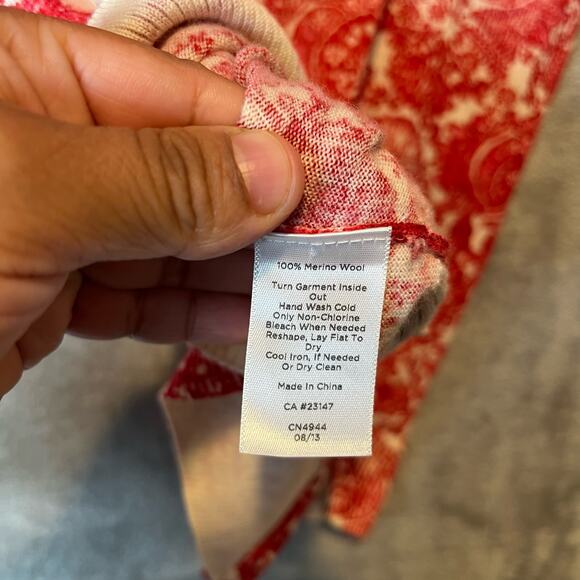 100% Merino Wool
Turn Garment Inside
Out
Hand Wash Cold
Only Non-Chlorine
Bleach When Needed
Reshape, Lay Flat To
Dry
Cool Iron, If Needed
Or Dry Clean
Made In China
CA #23147
CN4944
08/13